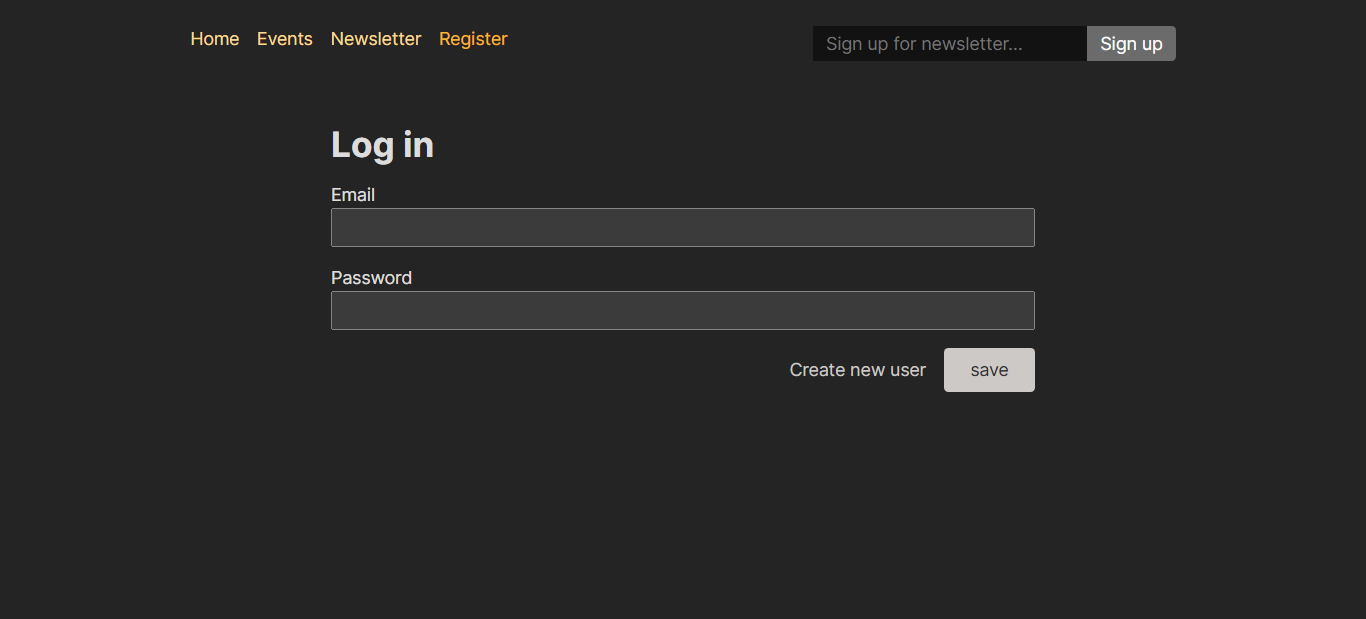 Home Events Newsletter Register
Sign up for newsletter... Sign up
Log in
Email
Password
Create new user save